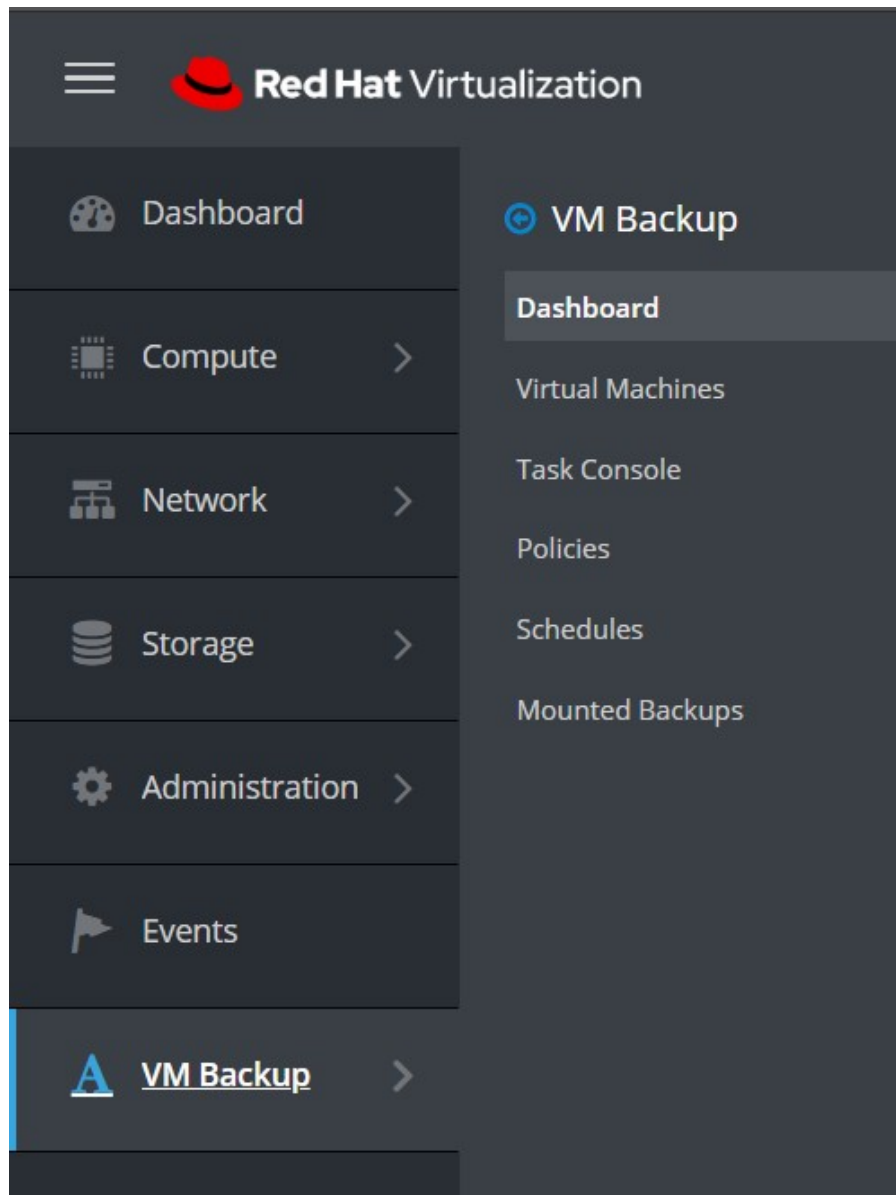 Red Hat Virtualization
Dashboard
Compute
Network
Storage
Administration
Events
A VM Backup
VM Backup
Dashboard
Virtual Machines
Task Console
Policies
Schedules
Mounted Backups